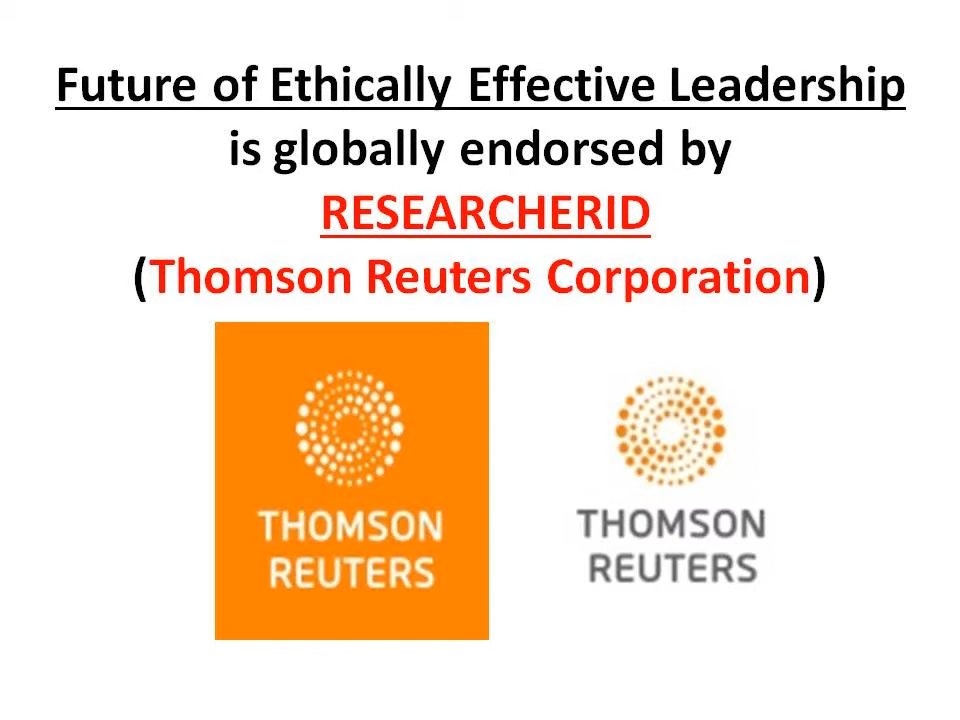 Future of Ethically Effective Leadership
is globally endorsed by
RESEARCHERID
(Thomson Reuters Corporation)
THOMSON
REUTERS
THOMSON
REUTERS